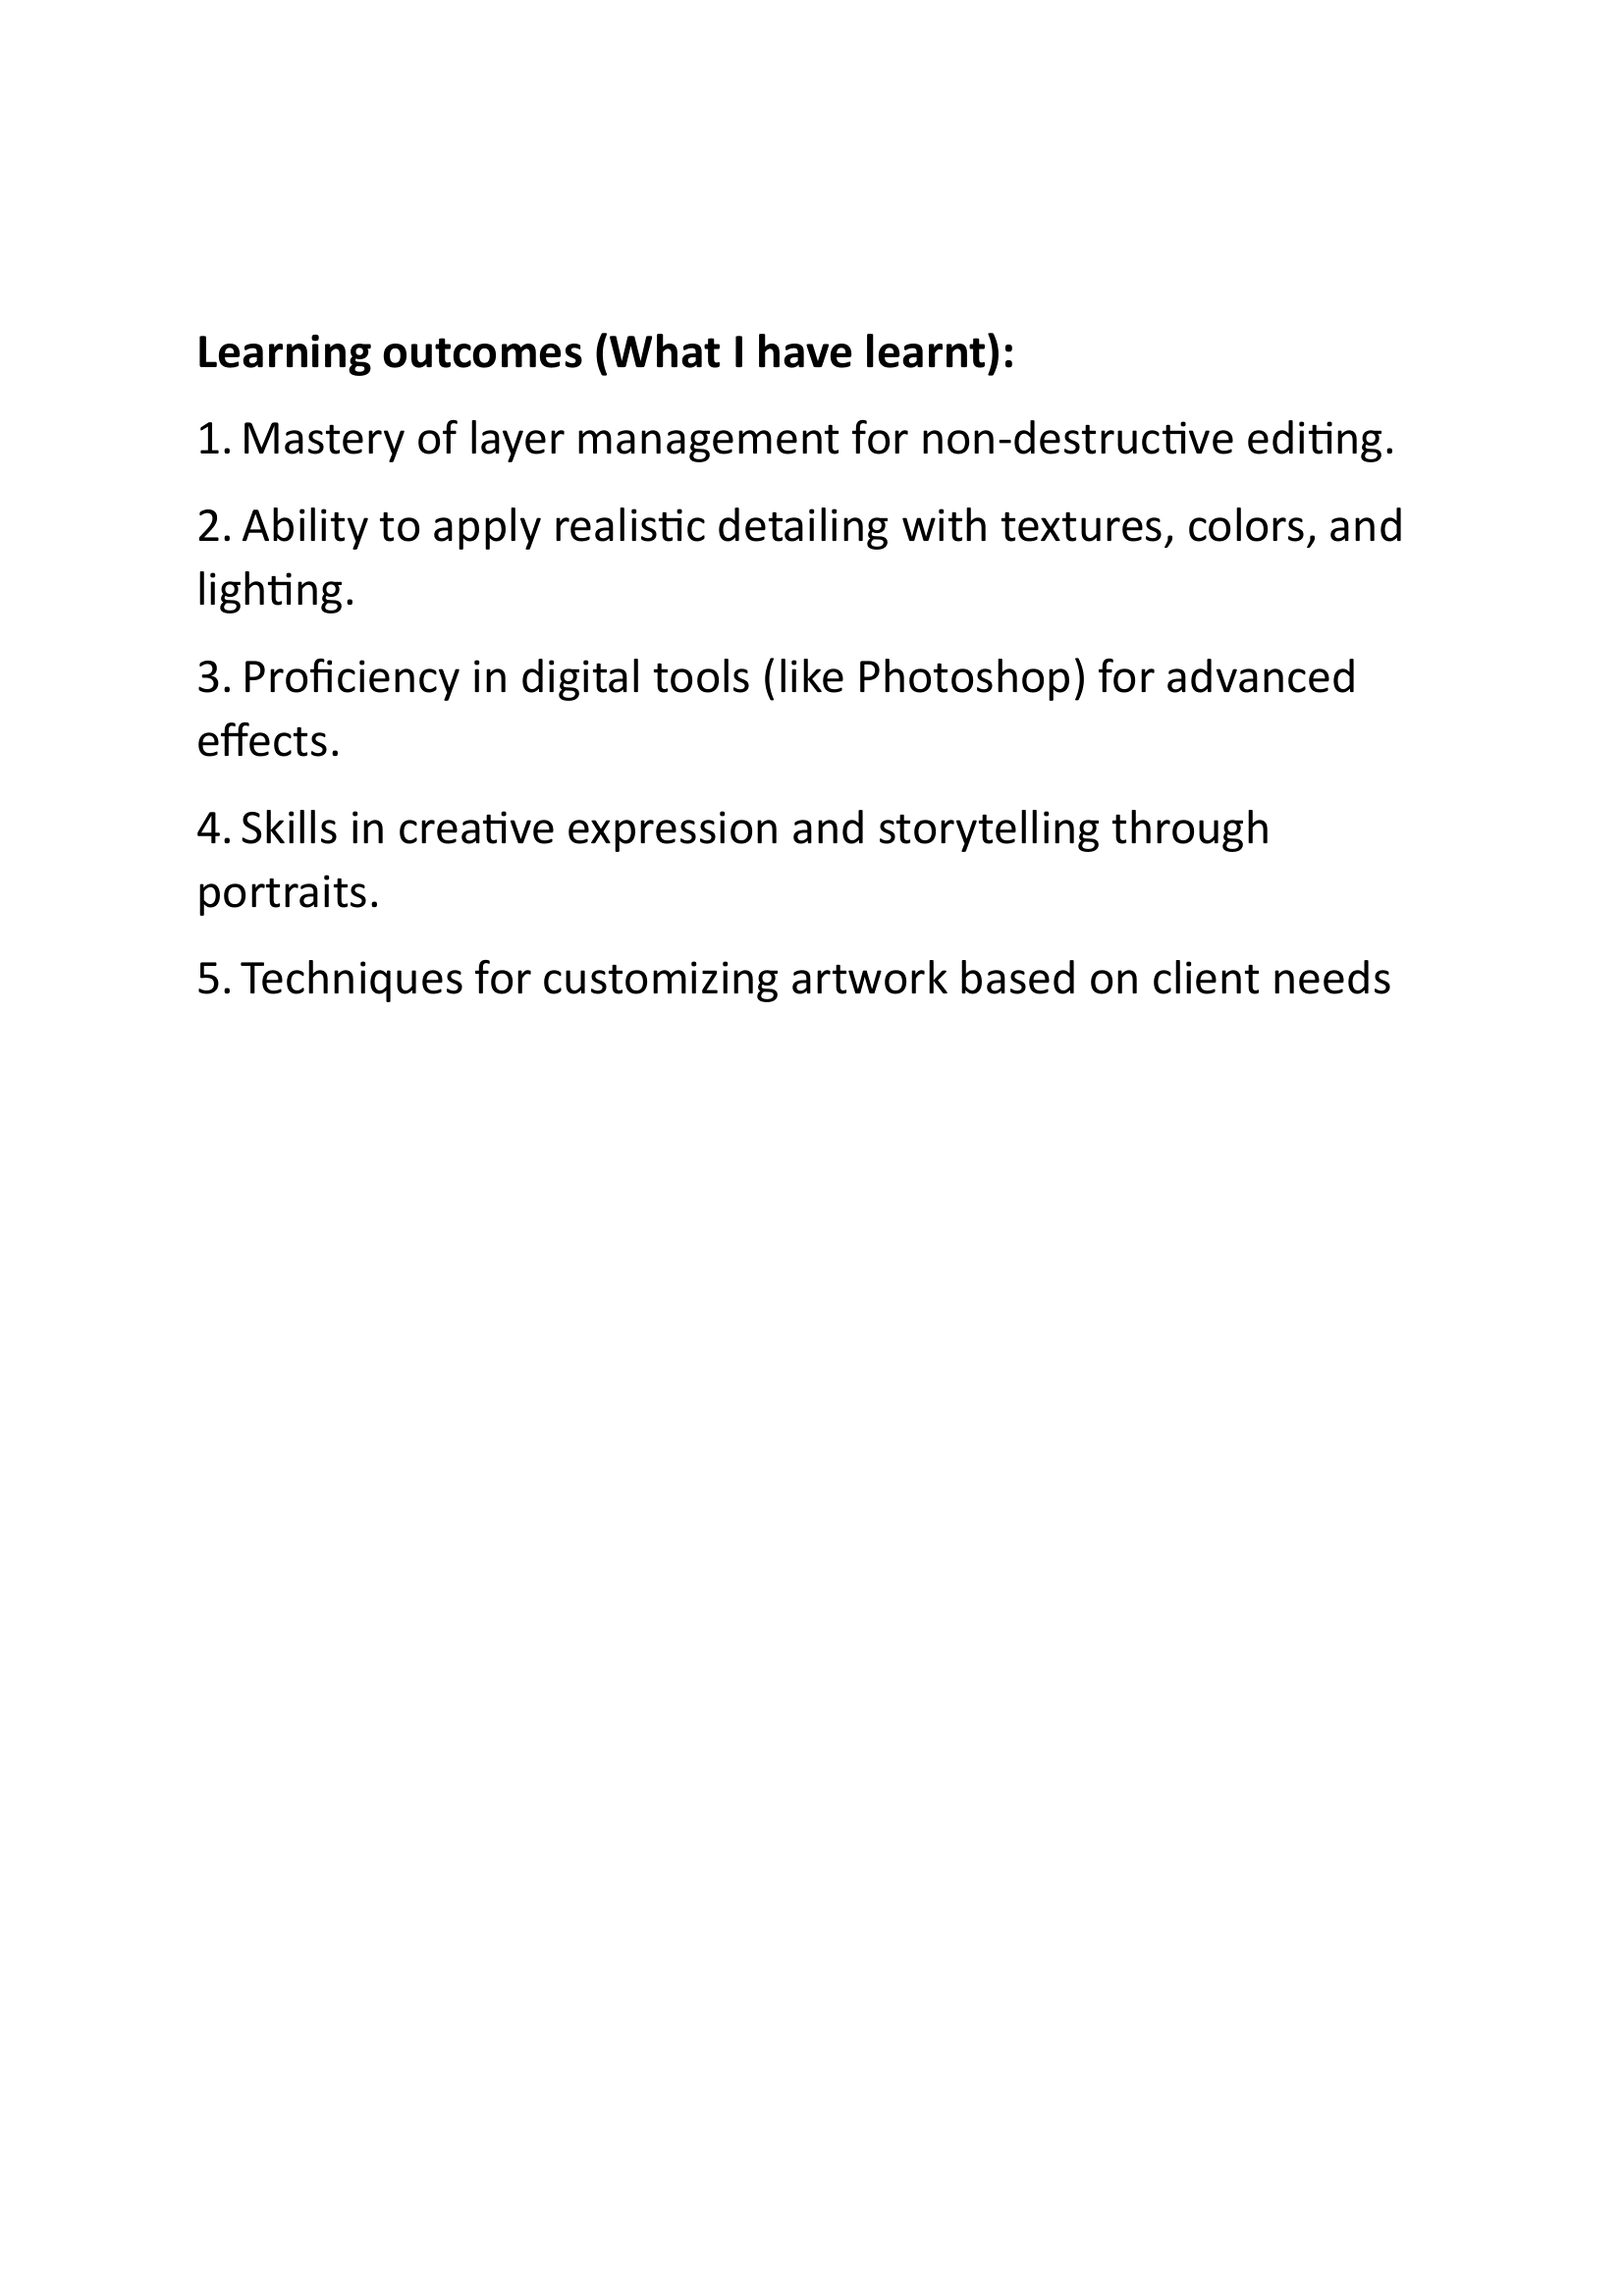 Learning outcomes (What I have learnt):
1. Mastery of layer management for non-destructive editing.
2. Ability to apply realistic detailing with textures, colors, and
lighting.
3. Proficiency in digital tools (like Photoshop) for advanced
effects.
4. Skills in creative expression and storytelling through
portraits.
5. Techniques for customizing artwork based on client needs